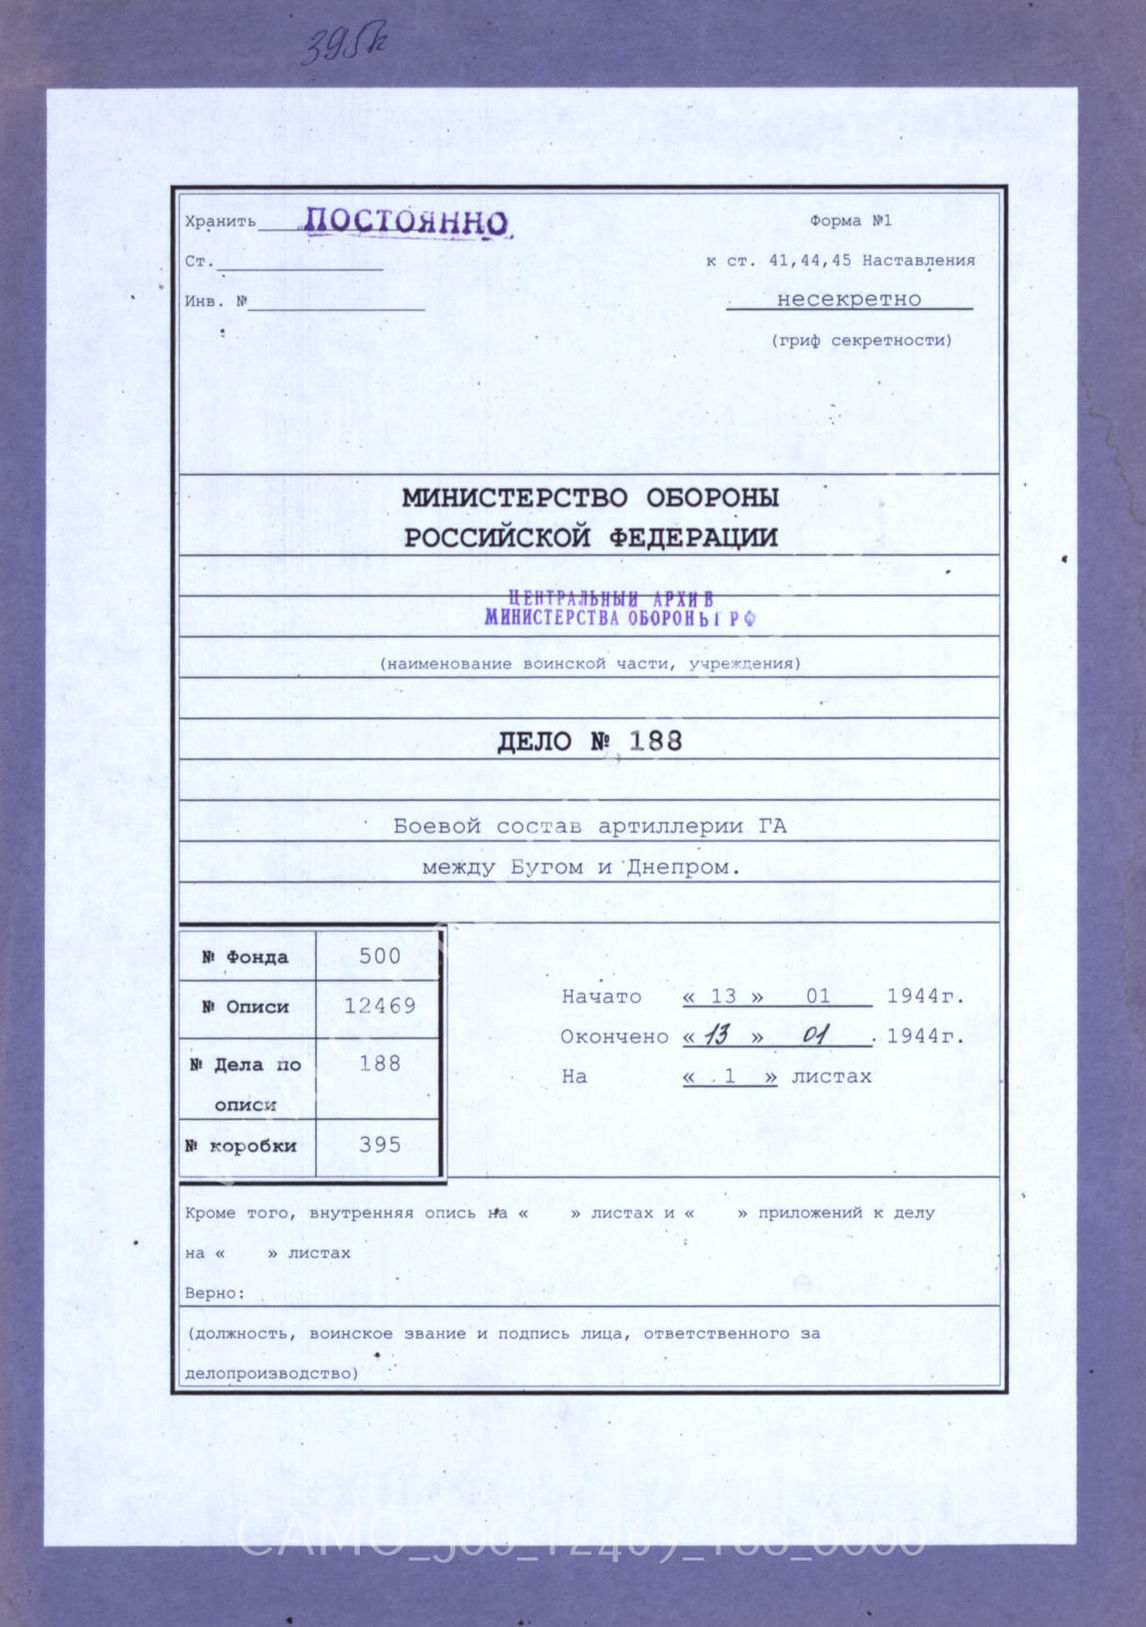 395к
Хранить ПОСТОЯННО
Форма №1
Ст.
к ст. 41,44,45 Наставления
Инв. №
несекретно
(гриф секретности)
МИНИСТЕРСТВО ОБОРОНЫ
РОССИЙСКОЙ ФЕДЕРАЦИИ
ЦЕНТРАЛЬНЫЙ АРХИВ
МИНИСТЕРСТВА ОБОРОНЫ РФ
(наименование воинской части, учреждения)
ДЕЛО № 188
Боевой состав артиллерии ГА
между Бугом и Днепром.
№ Фонда 500
№ Описи 12469
№ Дела по описи 188
№ коробки 395
Начато « 13 » 01 1944г.
Окончено « 13 » 01 . 1944г.
На « 1 » листах
Кроме того, внутренняя опись на « » листах и « » приложений к делу
на « » листах
Верно:
(должность, воинское звание и подпись лица, ответственного за
делопроизводство)
CAMO_500_12469_188_0000